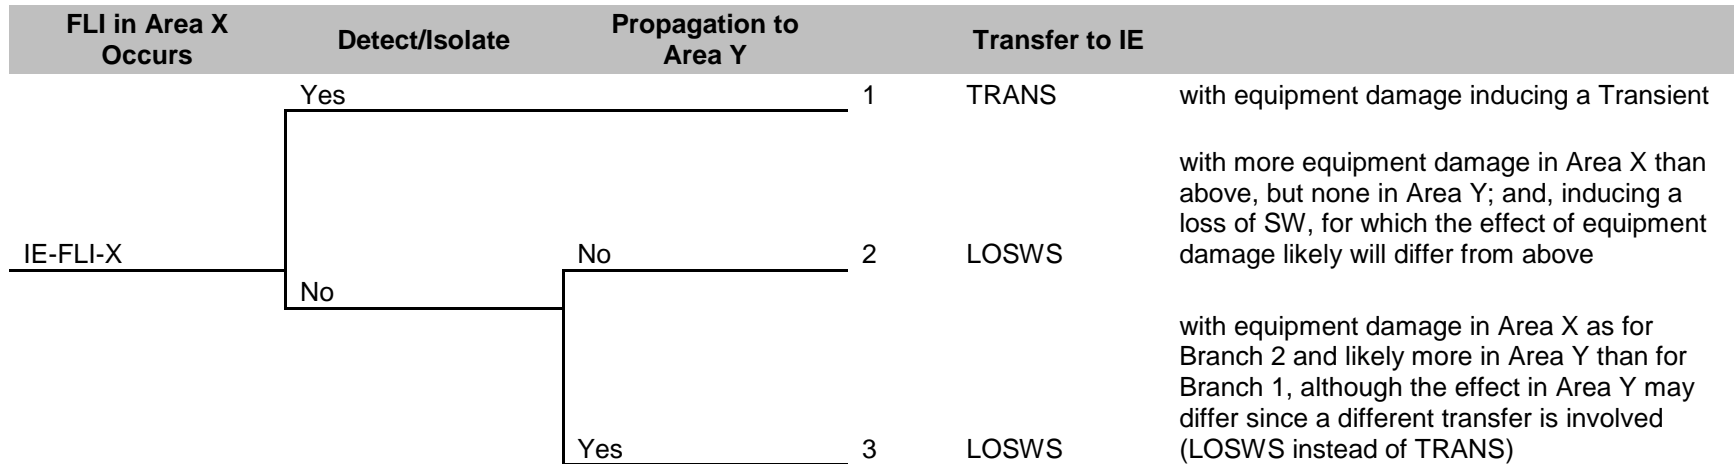 FLI in Area X Occurs
Detect/Isolate
Propagation to Area Y
Transfer to IE
Yes
1
TRANS
with equipment damage inducing a Transient
with more equipment damage in Area X than
above, but none in Area Y; and, inducing a
loss of SW, for which the effect of equipment
damage likely will differ from above
IE-FLI-X
No
2
LOSWS
No
with equipment damage in Area X as for
Branch 2 and likely more in Area Y than for
Branch 1, although the effect in Area Y may
differ since a different transfer is involved
(LOSWS instead of TRANS)
Yes
3
LOSWS